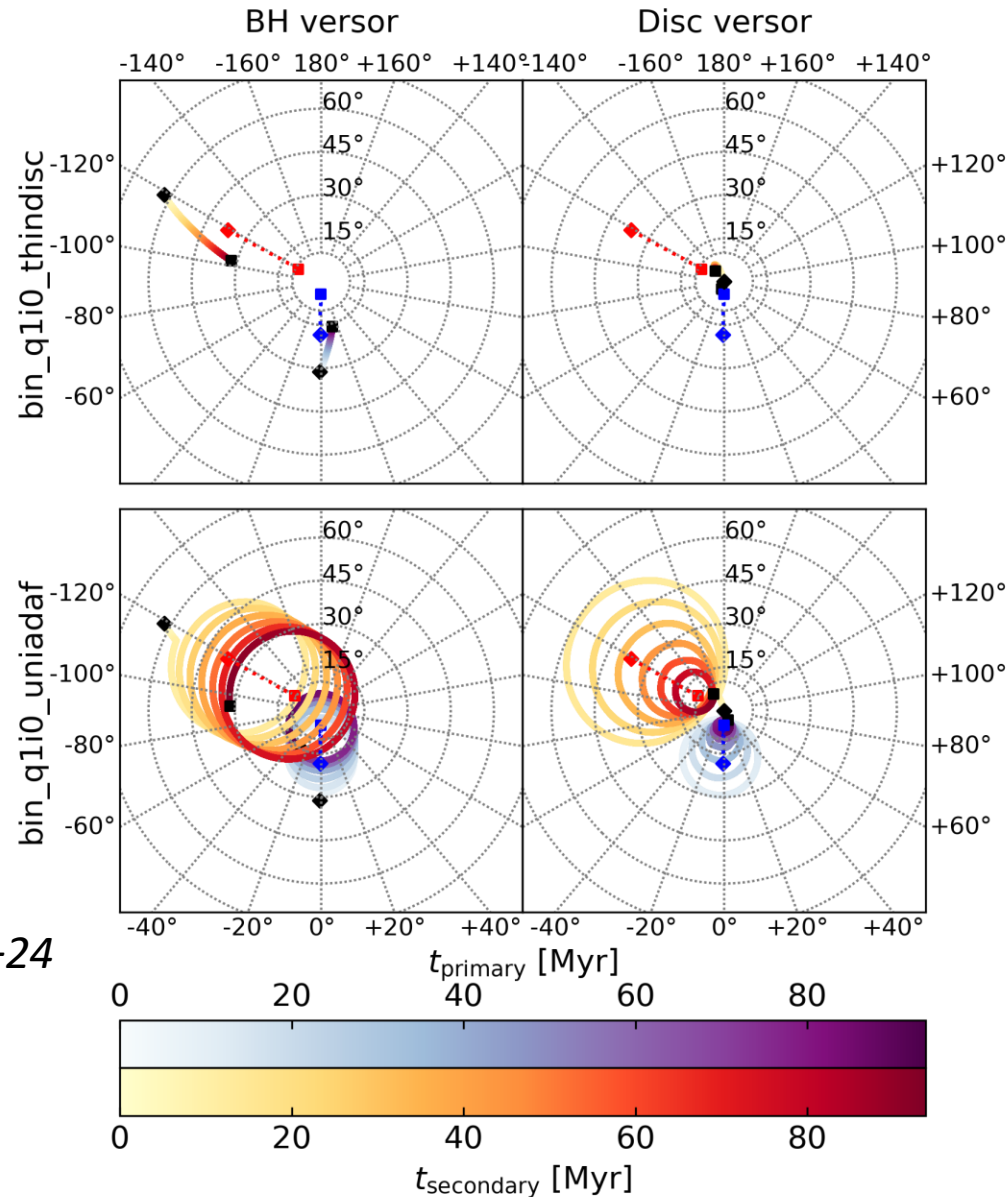 BH versor
Disc versor
-140° -160° 180° +160° +140° -140° -160° 180° +160° +140°
60° 60°
45° 45°
-120° 30° 30° +120°
-100° 15° 15° +100°
-80° +80°
-60° +60°
bin_q1i0_thindisc
60° 60°
45° 45°
-120° 30° 30° +120°
-100° 15° 15° +100°
-80° +80°
-60° +60°
bin_q1i0_uniadaf
-40° -20° 0° +20° +40° -40° -20° 0° +20° +40°
-24
t_primary [Myr]
0 20 40 60 80
0 20 40 60 80
t_secondary [Myr]